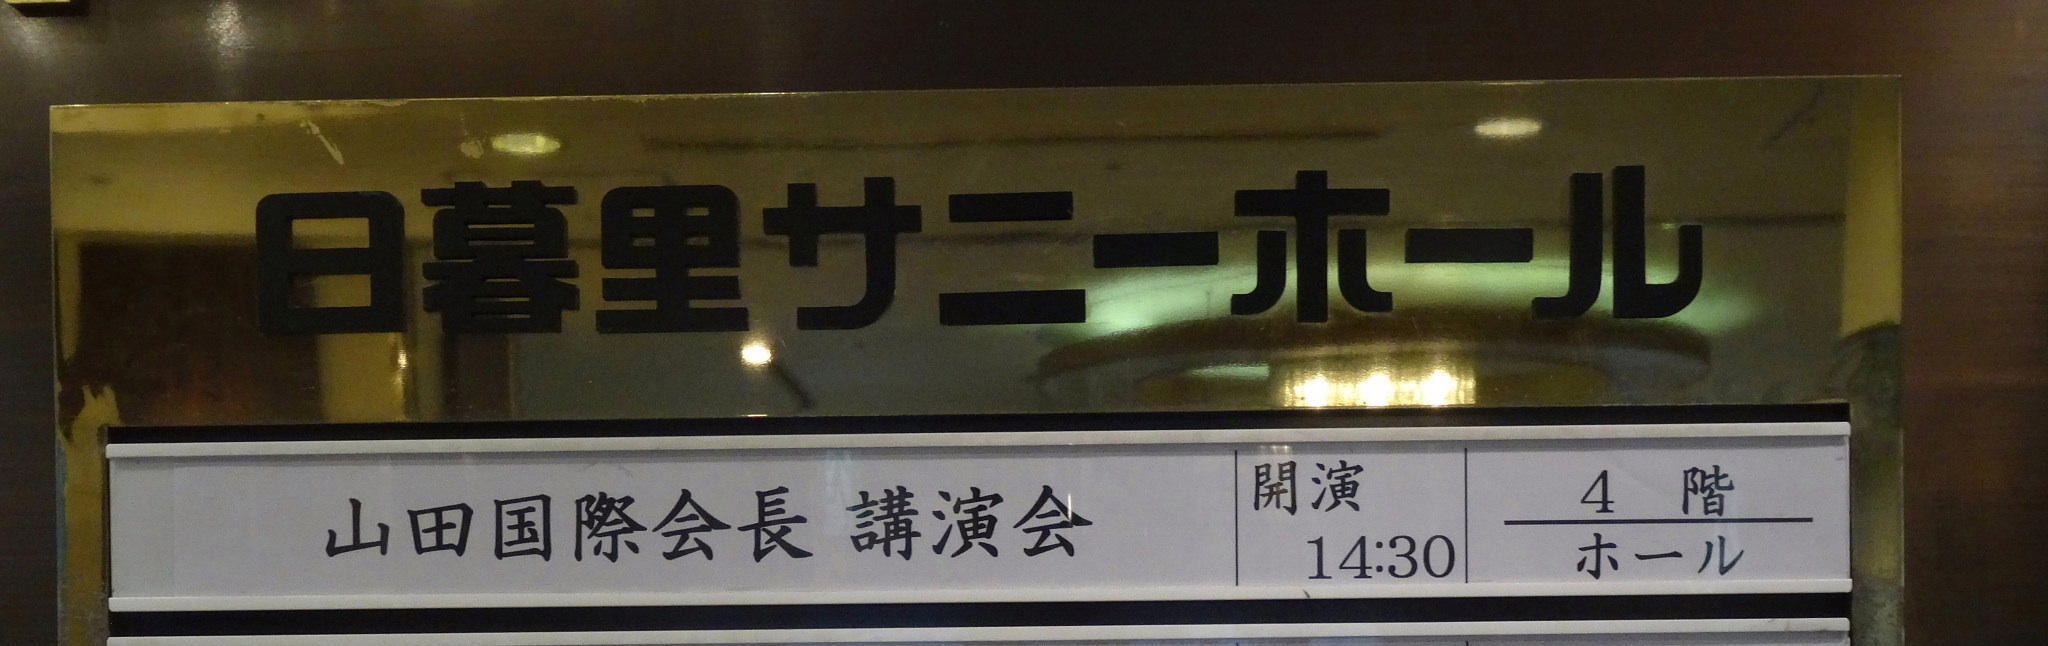 日暮里サニーホール
山田国際会長 講演会
開演
14:30
4 階
ホール